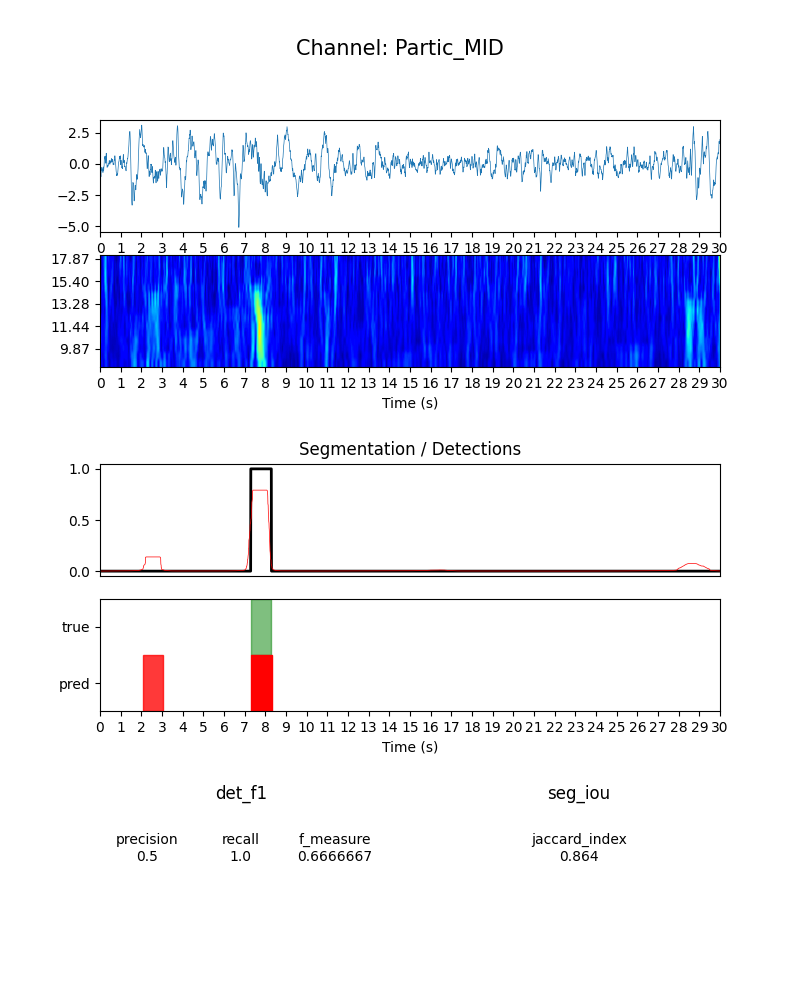 Channel: Partic_MID
2.5
0.0
−2.5
−5.0
0 1 2 3 4 5 6 7 8 9 10 11 12 13 14 15 16 17 18 19 20 21 22 23 24 25 26 27 28 29 30
17.87
15.40
13.28
11.44
9.87
0 1 2 3 4 5 6 7 8 9 10 11 12 13 14 15 16 17 18 19 20 21 22 23 24 25 26 27 28 29 30
Time (s)
Segmentation / Detections
1.0
0.5
0.0
true
pred
0 1 2 3 4 5 6 7 8 9 10 11 12 13 14 15 16 17 18 19 20 21 22 23 24 25 26 27 28 29 30
Time (s)
det_f1 seg_iou
precision recall f_measure jaccard_index
0.5 1.0 0.6666667 0.864